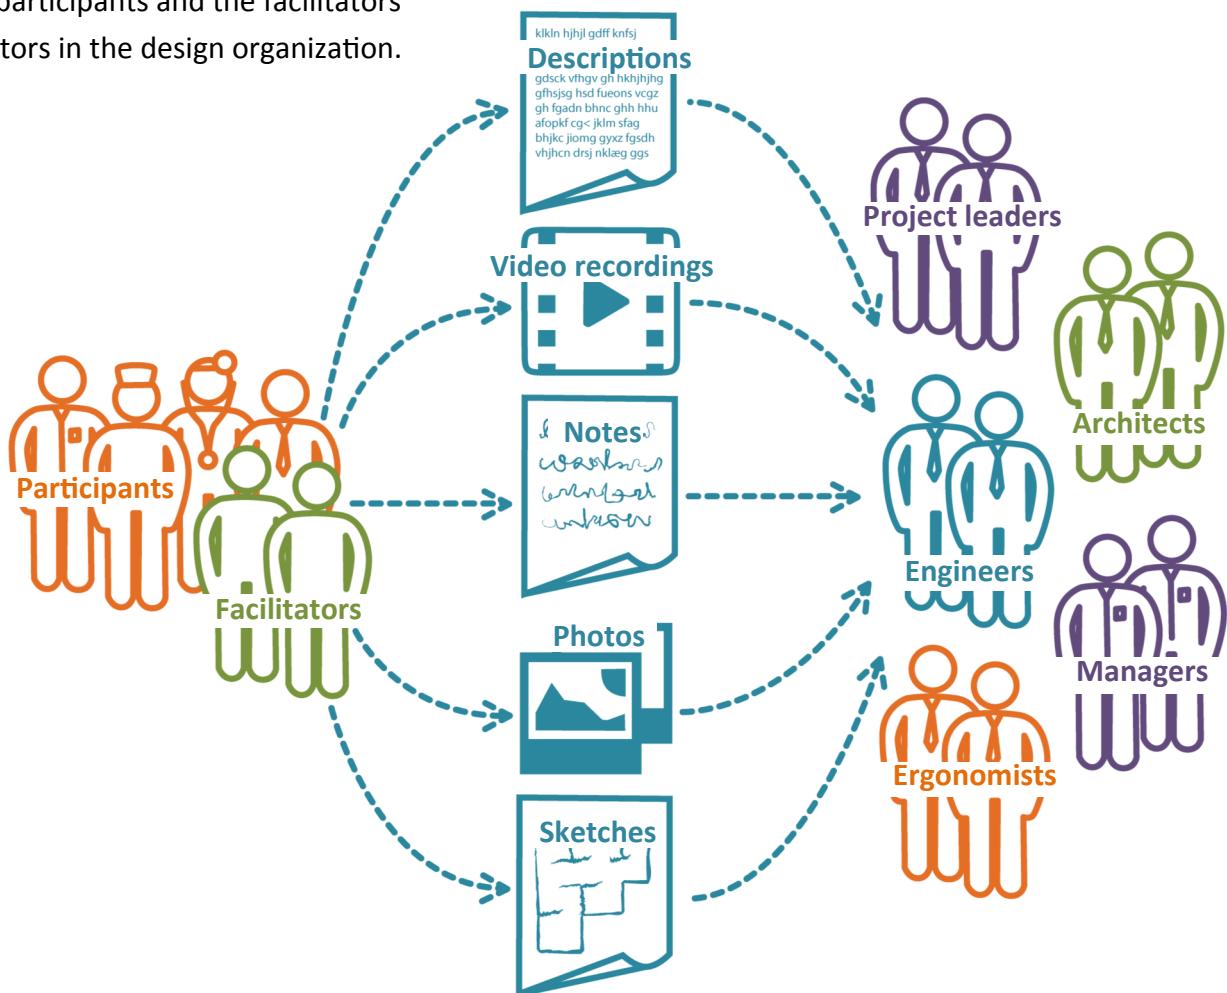 participants and the facilitators
tors in the design organization.
klkln hjhjl gdff knfsj
Descriptions
gdsck vfhgv gh hkhjhjhg
gfhsjsg hsd fueons vcgz
gh fgadn bhnc ghh hhu
afopkf cg< jklm sfag
bhjkc jiomg gyxz fgsdh
vhjhcn drsj nklæg ggs
Project leaders
Video recordings
Architects
Notes
Participants
Engineers
Facilitators
Photos
Managers
Ergonomists
Sketches